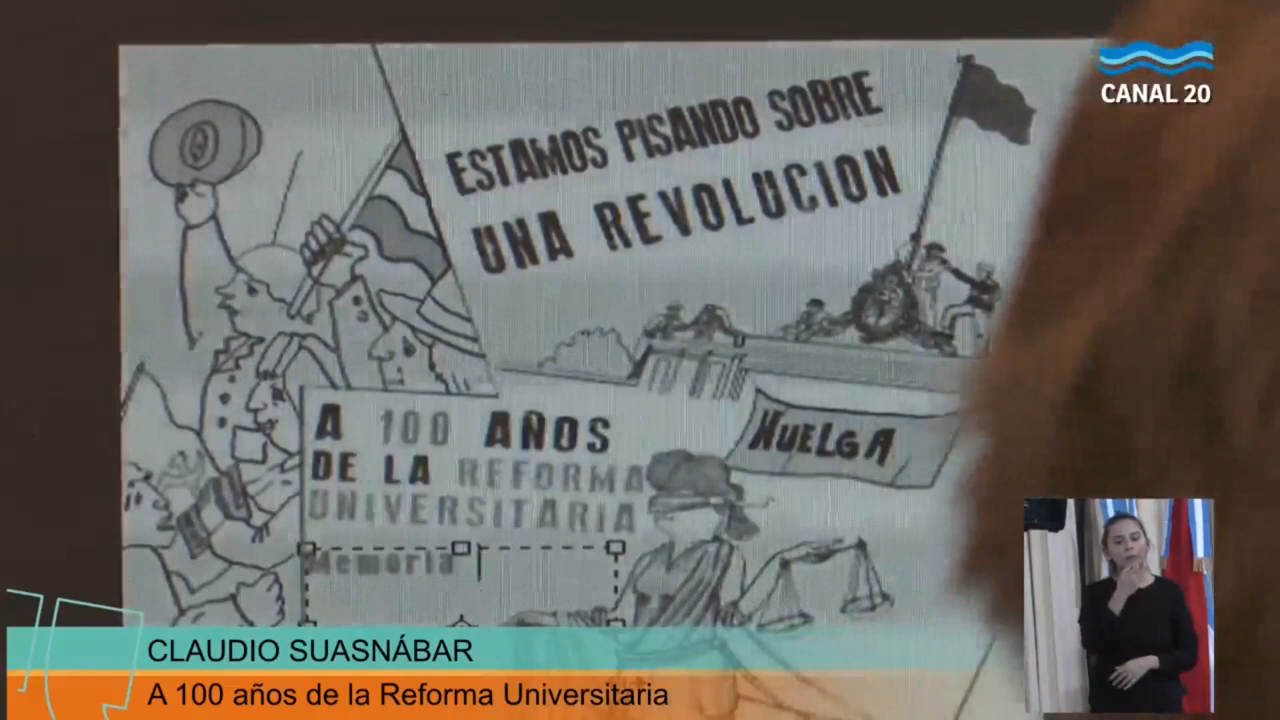 CANAL 20
ESTAMOS PISANDO SOBRE
UNA REVOLUCION
HUELGA
A 100 AÑOS
DE LA REFORMA
UNIVERSITARIA
Memoria
CLAUDIO SUASNÁBAR
A 100 años de la Reforma Universitaria